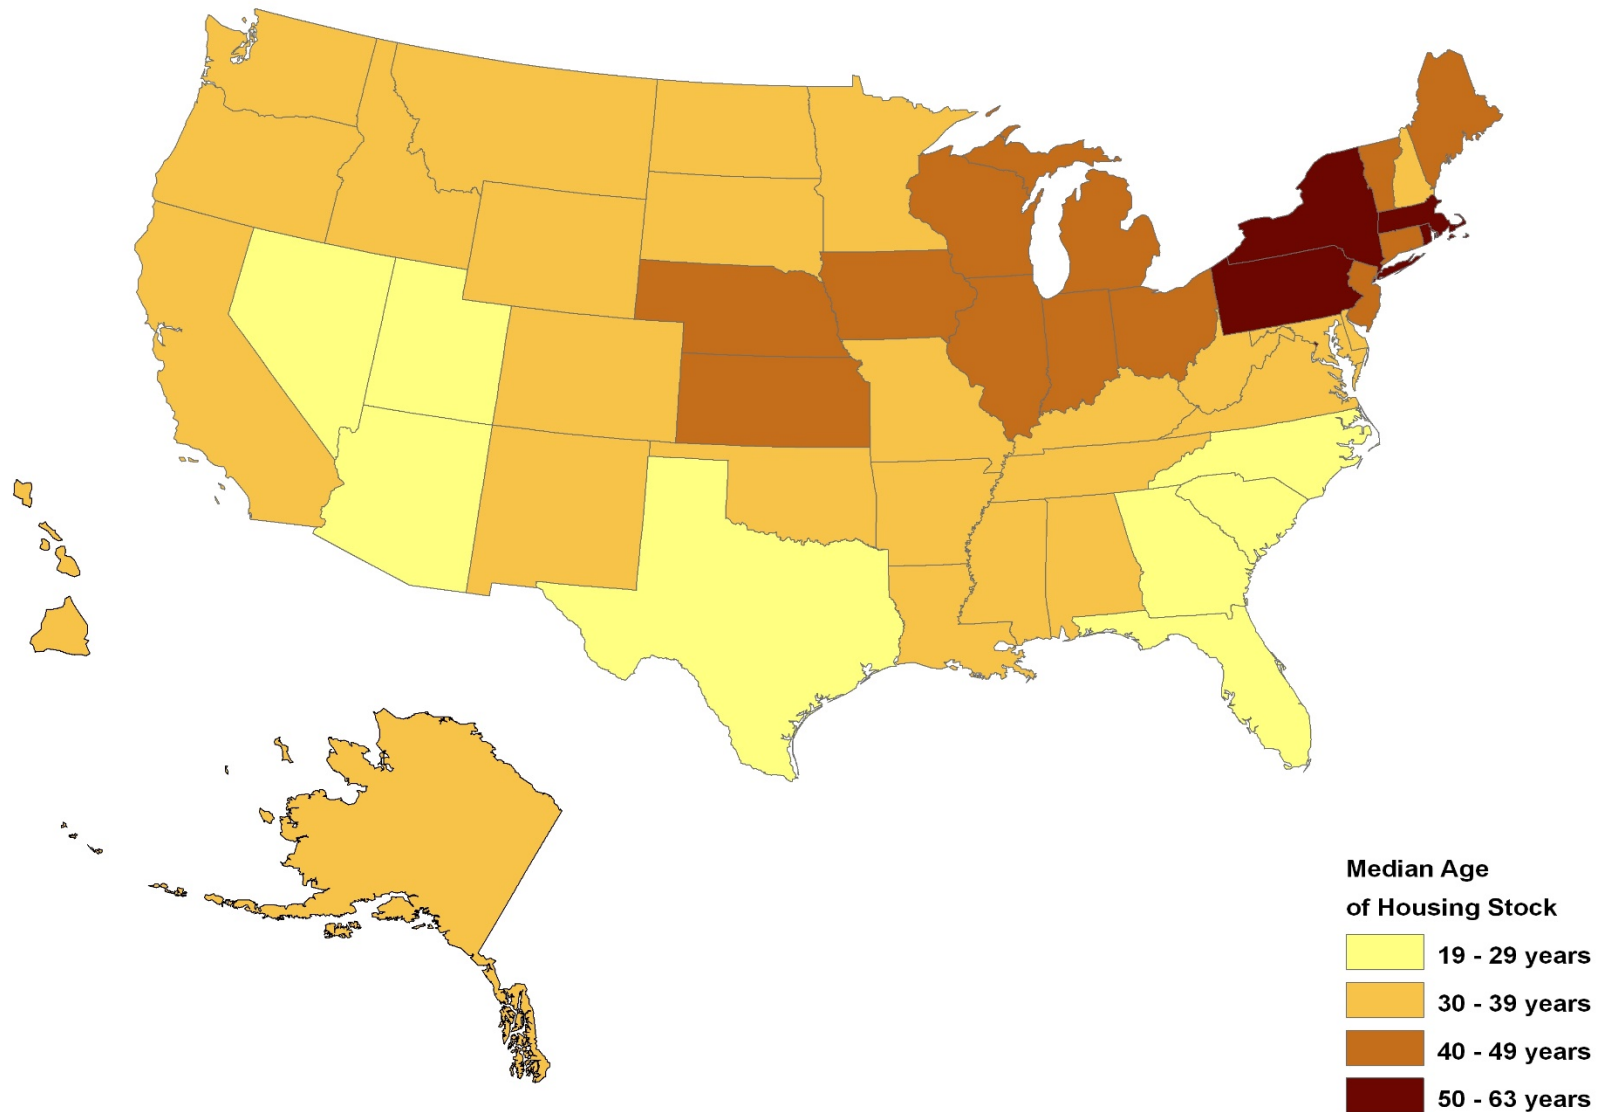 Median Age
of Housing Stock
19 - 29 years
30 - 39 years
40 - 49 years
50 - 63 years